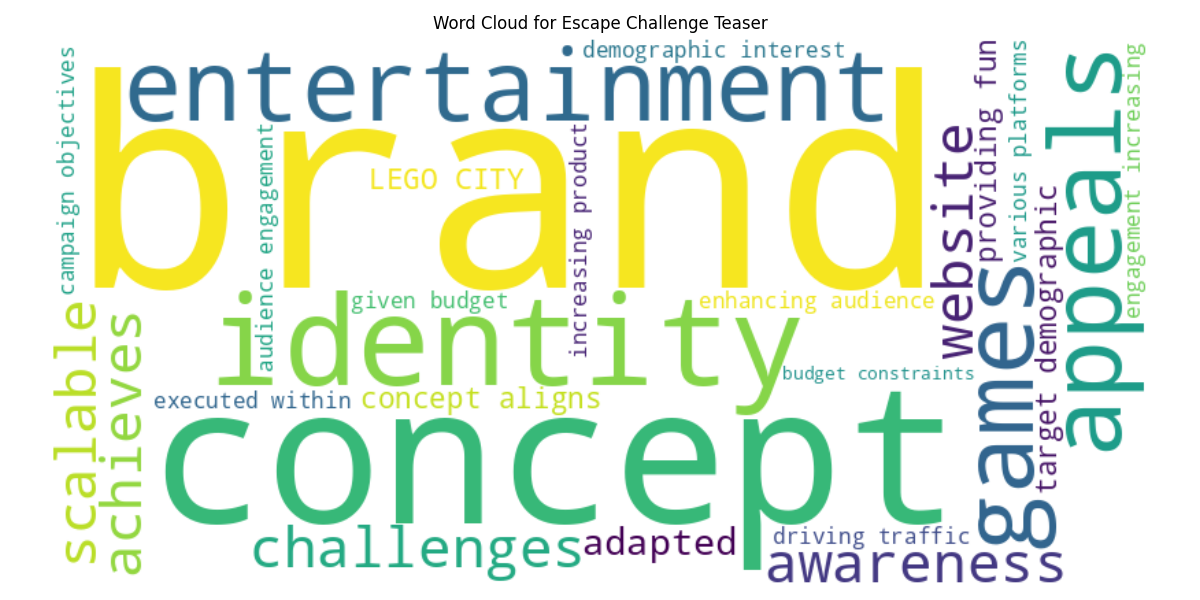 Word Cloud for Escape Challenge Teaser
campaign objectives
entertainment
demographic interest
brand
LEGO CITY
audience engagement
increasing product
website
providing fun
various platforms
appeals
engagement increasing
identity
given budget
enhancing audience
budget constraints
games
target demographic
scalable
achieves
executed within
concept aligns
concept
challenges
adapted
driving traffic
awareness